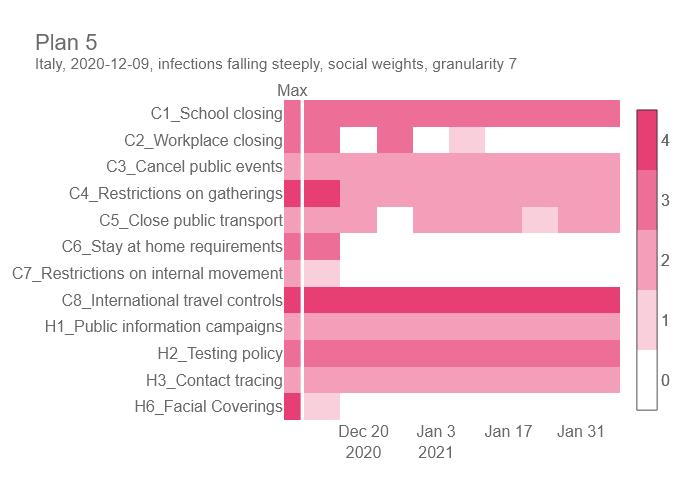 Plan 5
Italy, 2020-12-09, infections falling steeply, social weights, granularity 7
Max
C1_School closing
C2_Workplace closing
C3_Cancel public events
C4_Restrictions on gatherings
C5_Close public transport
C6_Stay at home requirements
C7_Restrictions on internal movement
C8_International travel controls
H1_Public information campaigns
H2_Testing policy
H3_Contact tracing
H6_Facial Coverings
4
3
2
1
0
Dec 20 Jan 3 Jan 17 Jan 31
2020 2021